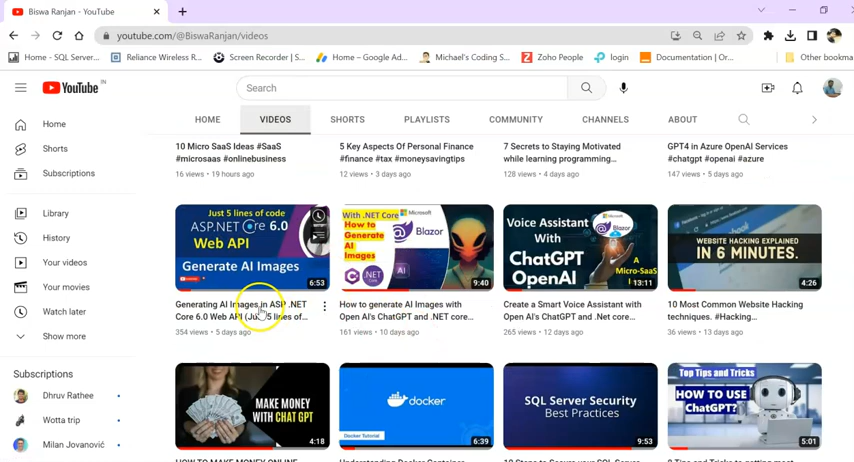 BiswaRanjan - YouTube
youtube.com/@BiswaRanjan/videos
Home - SQL Server... Reliance Wireless R... Screen Recorder | S... Home – Google Ad... Michael's Coding S... Zoho People login Documentation | Or... Other bookma
YouTube IN
Search
HOME VIDEOS SHORTS PLAYLISTS COMMUNITY CHANNELS ABOUT
Home
Shorts
Subscriptions
Library
History
Your videos
Your movies
Watch later
Show more
Subscriptions
Dhruv Rathee
Wotta trip
Milan Jovanović
10 Micro SaaS Ideas #SaaS
#microsaas #onlinebusiness
16 views • 19 hours ago
5 Key Aspects Of Personal Finance
#finance #tax #moneysavingtips
12 views • 3 days ago
7 Secrets to Staying Motivated
while learning programming...
128 views • 4 days ago
GPT4 in Azure OpenAI Services
#chatgpt #openai #azure
147 views • 5 days ago
Just 5 lines of code
ASP.NET Core 6.0
Web API
Generate AI Images
6:53
Generating AI Images in ASP .NET
Core 6.0 Web API (Just 5 lines of...
354 views • 5 days ago
With .NET Core
How to
Generate
AI
Images
Microsoft
Blazor
AI
9:40
How to generate AI Images with
Open AI's ChatGPT and .NET core...
161 views • 10 days ago
Voice Assistant
With
ChatGPT
OpenAI
Microsoft
Blazor
A
Micro-SaaS
13:11
Create a Smart Voice Assistant with
Open AI's ChatGPT and .Net core...
265 views • 12 days ago
WEBSITE HACKING EXPLAINED
IN 6 MINUTES.
4:26
10 Most Common Website Hacking
techniques. #Hacking...
36 views • 13 days ago
MAKE MONEY
WITH CHAT GPT
4:18
docker
Docker Tutorial
6:39
SQL Server Security
Best Practices
9:53
Top Tips and Tricks
HOW TO USE
ChatGPT?
5:01
HOW TO MAKE MONEY ONLINE
Understanding Docker Container